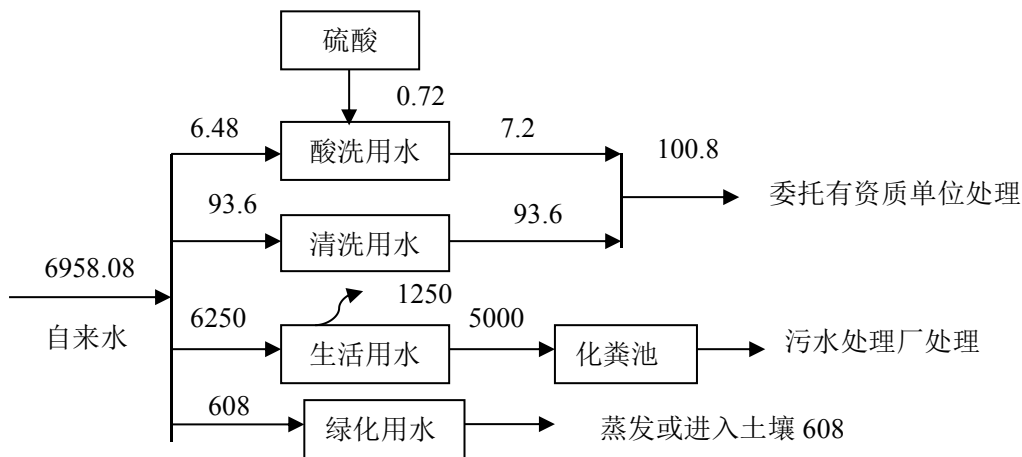 硫酸
0.72
6.48
酸洗用水
7.2
100.8
委托有资质单位处理
93.6
清洗用水
93.6
6958.08
自来水
1250
6250
生活用水
5000
化粪池
污水处理厂处理
608
绿化用水
蒸发或进入土壤 608